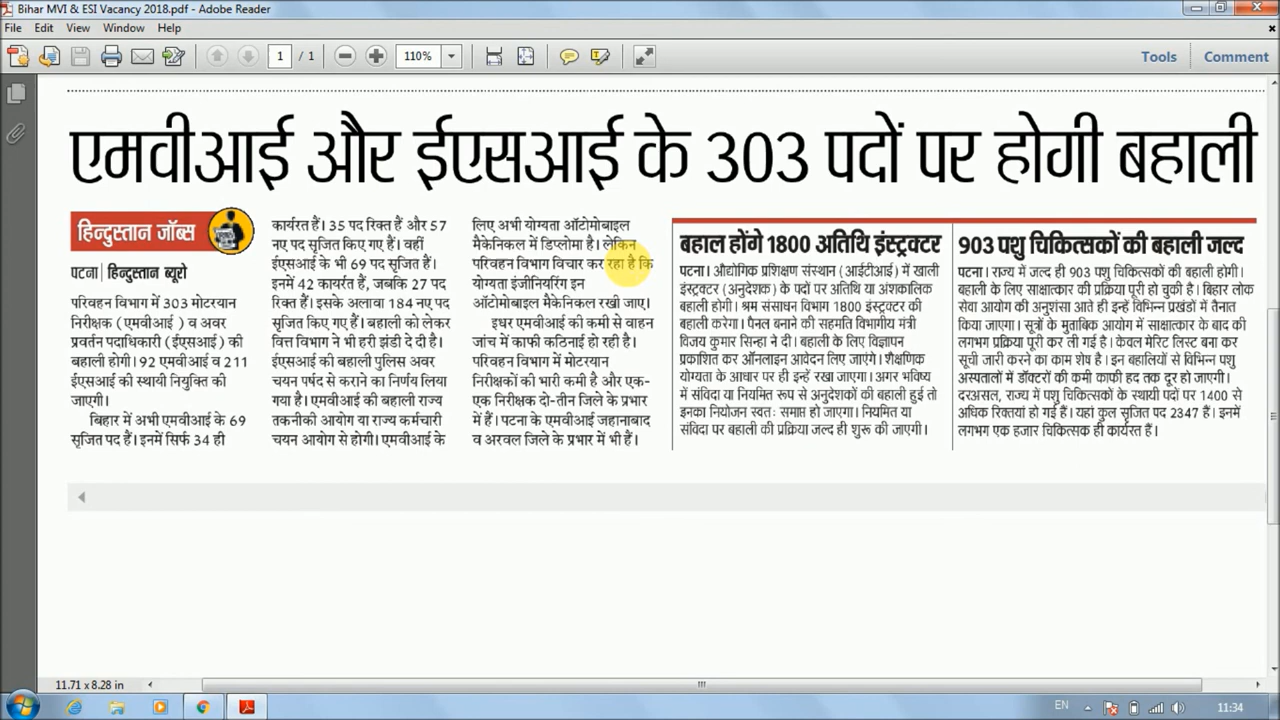 Bihar MVI & ESI Vacancy 2018.pdf - Adobe Reader
File Edit View Window Help
1 / 1 110% Tools Comment
एमवीआई और ईएसआई के 303 पदों पर होगी बहाली
हिन्दुस्तान जॉब्स
पटना | हिन्दुस्तान ब्यूरो
परिवहन विभाग में 303 मोटरयान
निरीक्षक (एमवीआई ) व अवर
प्रवर्तन पदाधिकारी (ईएसआई) की
बहाली होगी। 92 एमवीआई व 211
ईएसआई की स्थायी नियुक्ति की
जाएगी।
बिहार में अभी एमवीआई के 69
सृजित पद हैं। इनमें सिर्फ 34 ही
कार्यरत हैं। 35 पद रिक्त हैं और 57
नए पद सृजित किए गए हैं। वहीं
ईएसआई के भी 69 पद सृजित हैं।
इनमें 42 कार्यरत हैं, जबकि 27 पद
रिक्त हैं। इसके अलावा 184 नए पद
सृजित किए गए हैं। बहाली को लेकर
वित्त विभाग ने भी हरी झंडी दे दी है।
ईएसआई की बहाली पुलिस अवर
चयन पर्षद से कराने का निर्णय लिया
गया है। एमवीआई की बहाली राज्य
तकनीकी आयोग या राज्य कर्मचारी
चयन आयोग से होगी। एमवीआई के
लिए अभी योग्यता ऑटोमोबाइल
मैकेनिकल में डिप्लोमा है। लेकिन
परिवहन विभाग विचार कर रहा है कि
योग्यता इंजीनियरिंग इन
ऑटोमोबाइल मैकेनिकल रखी जाए।
इधर एमवीआई की कमी से वाहन
जांच में काफी कठिनाई हो रही है।
परिवहन विभाग में मोटरयान
निरीक्षकों की भारी कमी है और एक-
एक निरीक्षक दो-तीन जिले के प्रभार
में हैं। पटना के एमवीआई जहानाबाद
व अरवल जिले के प्रभार में भी हैं।
बहाल होंगे 1800 अतिथि इंस्ट्रक्टर
पटना। औद्योगिक प्रशिक्षण संस्थान (आईटीआई) में खाली
इंस्ट्रक्टर (अनुदेशक) के पदों पर अतिथि या अंशकालिक
बहाली होगी। श्रम संसाधन विभाग 1800 इंस्ट्रक्टर की
बहाली करेगा। पैनल बनाने की सहमति विभागीय मंत्री
विजय कुमार सिन्हा ने दी। बहाली के लिए विज्ञापन
प्रकाशित कर ऑनलाइन आवेदन लिए जाएंगे। शैक्षणिक
योग्यता के आधार पर ही इन्हें रखा जाएगा। अगर भविष्य
में संविदा या नियमित रूप से अनुदेशकों की बहाली हुई तो
इनका नियोजन स्वतः समाप्त हो जाएगा। नियमित या
संविदा पर बहाली की प्रक्रिया जल्द ही शुरू की जाएगी।
903 पशु चिकित्सकों की बहाली जल्द
पटना। राज्य में जल्द ही 903 पशु चिकित्सकों की बहाली होगी।
बहाली के लिए साक्षात्कार की प्रक्रिया पूरी हो चुकी है। बिहार लोक
सेवा आयोग की अनुशंसा आते ही इन्हें विभिन्न प्रखंडों में तैनात
किया जाएगा। सूत्रों के मुताबिक आयोग में साक्षात्कार के बाद की
लगभग प्रक्रिया पूरी कर ली गई है। केवल मेरिट लिस्ट बना कर
सूची जारी करने का काम शेष है। इन बहालियों से विभिन्न पशु
अस्पतालों में डॉक्टरों की कमी काफी हद तक दूर हो जाएगी।
दरअसल, राज्य में पशु चिकित्सकों के स्थायी पदों पर 1400 से
अधिक रिक्तियां हो गई हैं। यहां कुल सृजित पद 2347 हैं। इनमें
लगभग एक हजार चिकित्सक ही कार्यरत हैं।
11.71 x 8.28 in
EN 11:34